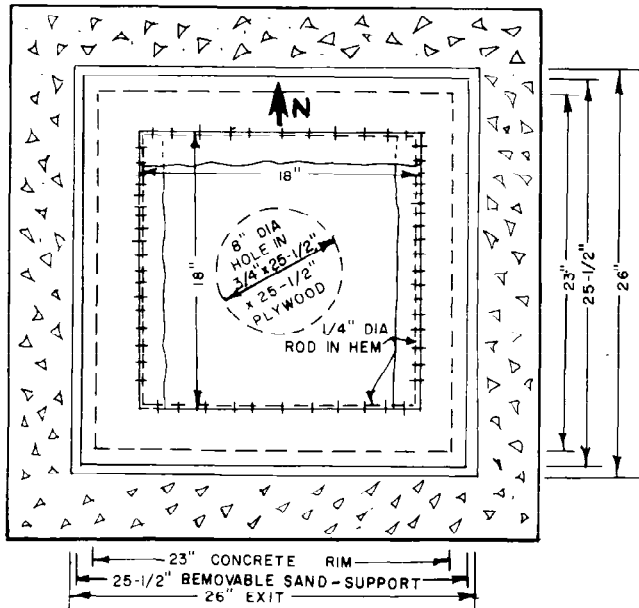 N
18"
18"
8" DIA
HOLE IN
3/4" x 25-1/2"
x 25-1/2"
PLYWOOD
1/4" DIA
ROD IN HEM
23"
25-1/2"
26"
23" CONCRETE RIM
25-1/2" REMOVABLE SAND-SUPPORT
26" EXIT